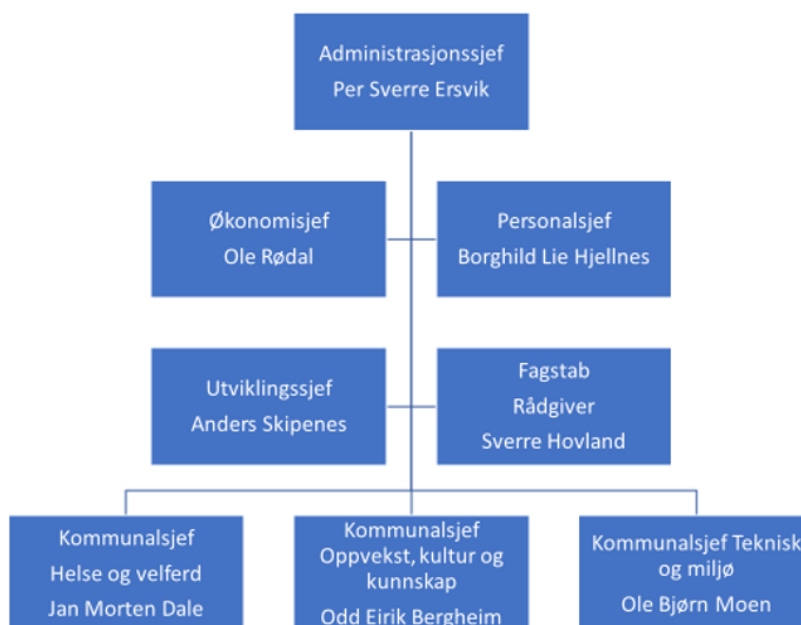 Administrasjonssjef
Per Sverre Ersvik
Økonomisjef
Ole Rødal
Personalsjef
Borghild Lie Hjellnes
Utviklingssjef
Anders Skipenes
Fagstab
Rådgiver
Sverre Hovland
Kommunalsjef
Helse og velferd
Jan Morten Dale
Kommunalsjef
Oppvekst, kultur og
kunnskap
Odd Eirik Bergheim
Kommunalsjef Teknisk
og miljø
Ole Bjørn Moen